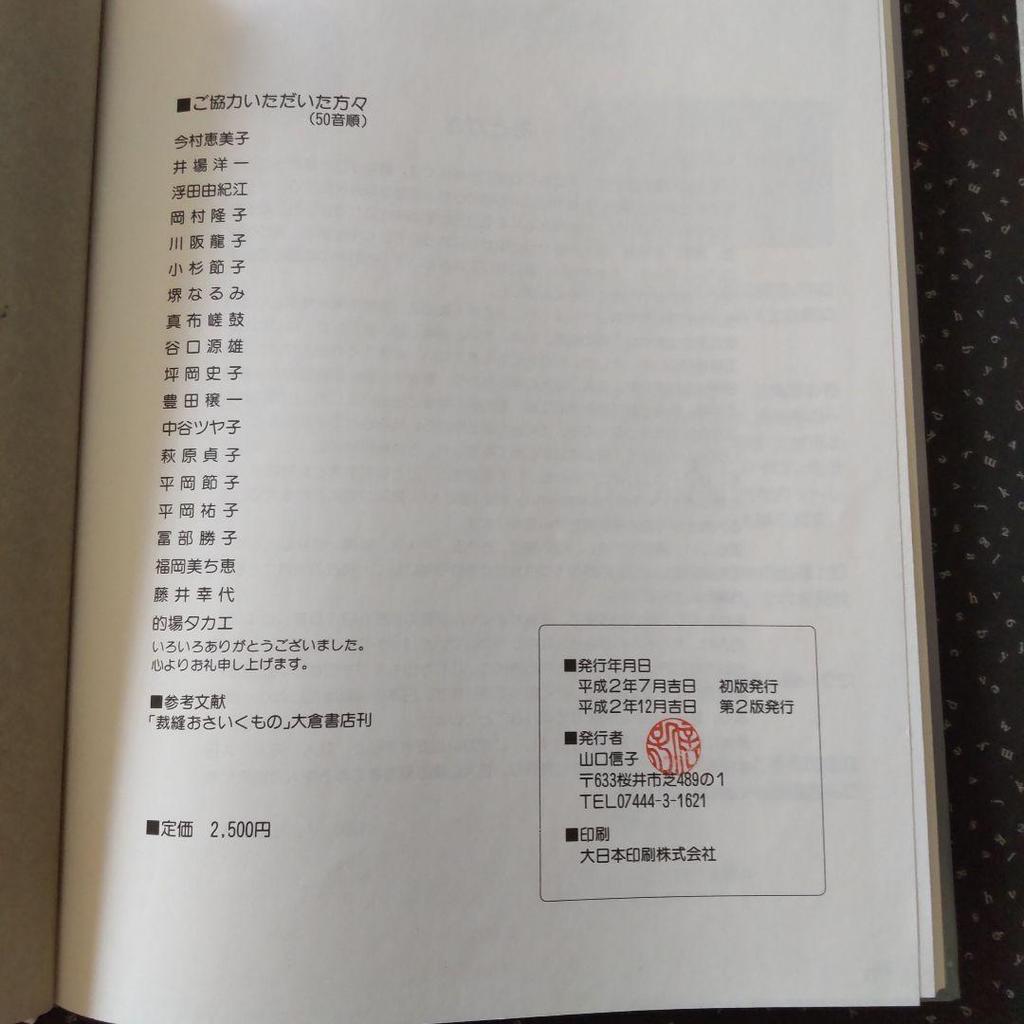 ■ご協力いただいた方々
(50音順)
今村恵美子
井場洋一
浮田由紀江
岡村隆子
川阪龍子
小杉節子
堺なるみ
真布嵯鼓
谷口源雄
坪岡史子
豊田穣一
中谷ツヤ子
萩原貞子
平岡節子
平岡祐子
冨部勝子
福岡美ち恵
藤井幸代
的場タカエ
いろいろありがとうございました。
心よりお礼申し上げます。
■参考文献
「裁縫おさいくもの」大倉書店刊
■定価 2,500円
■発行年月日
平成2年7月吉日 初版発行
平成2年12月吉日 第2版発行
■発行者
山口信子
〒633桜井市芝489の1
TEL07444-3-1621
■印刷
大日本印刷株式会社